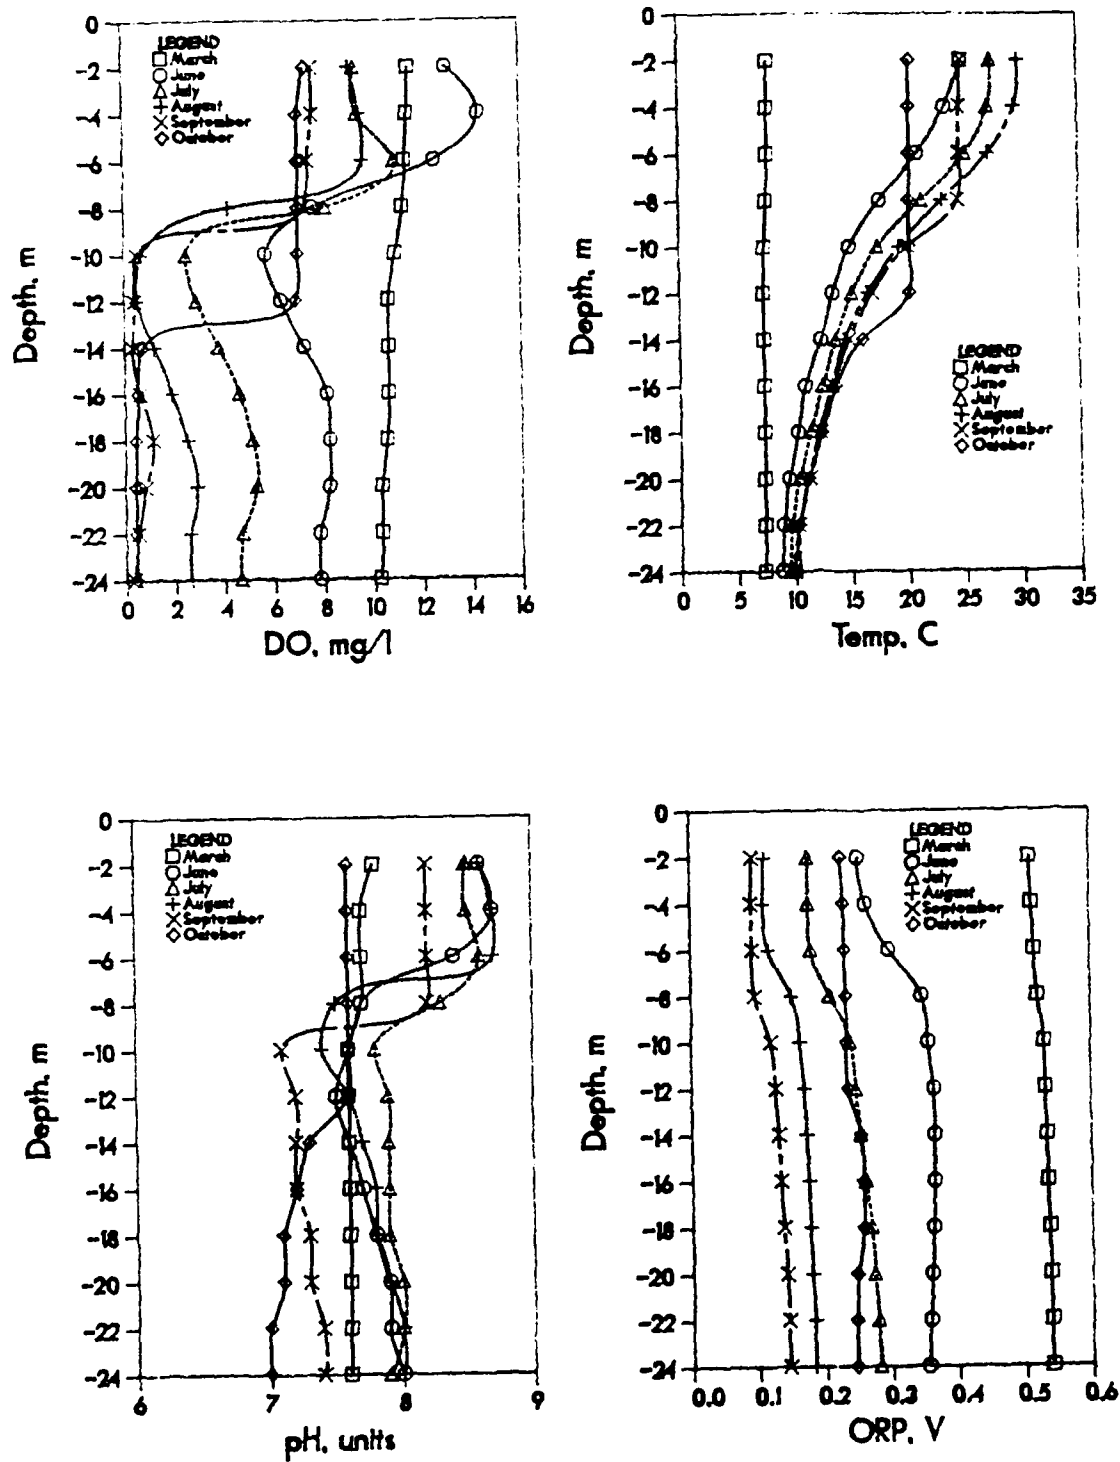 0
-2
-4
-6
-8
-10
-12
-14
-16
-18
-20
-22
-24
Depth, m
LEGEND
March
June
July
August
September
October
0 2 4 6 8 10 12 14 16
DO, mg/l
0
-2
-4
-6
-8
-10
-12
-14
-16
-18
-20
-22
-24
Depth, m
LEGEND
March
June
July
August
September
October
0 5 10 15 20 25 30 35
Temp, C
0
-2
-4
-6
-8
-10
-12
-14
-16
-18
-20
-22
-24
Depth, m
LEGEND
March
June
July
August
September
October
6 7 8 9
pH, units
0
-2
-4
-6
-8
-10
-12
-14
-16
-18
-20
-22
-24
Depth, m
LEGEND
March
June
July
August
September
October
0.0 0.1 0.2 0.3 0.4 0.5 0.6
ORP, V